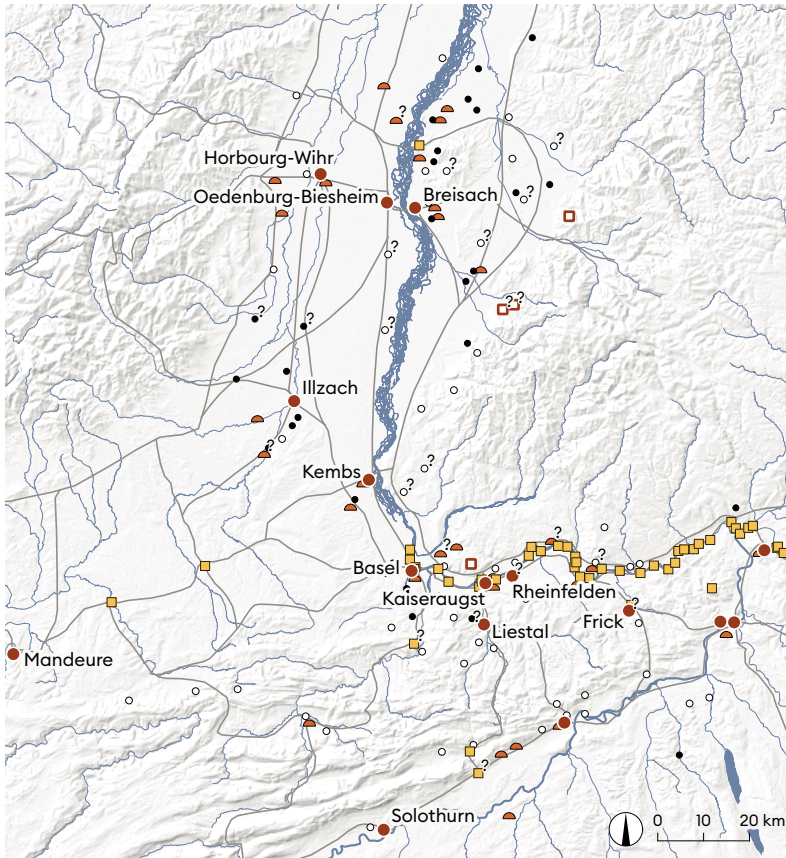 ?
?
Horbourg-Wihr
?
Oedenburg-Biesheim
Breisach
?
?
?
? ?
?
?
?
Illzach
?
?
Kembs
?
?
?
Basel
?
Kaiseraugst
Rheinfelden
?
?
Frick
Liestal
?
Mandeure
?
Solothurn
0 10 20 km